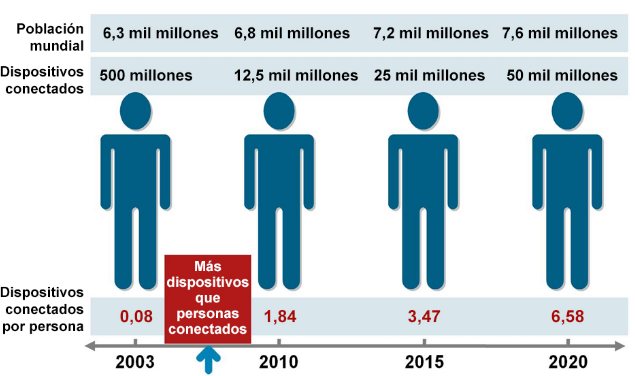 Población mundial
6,3 mil millones 6,8 mil millones 7,2 mil millones 7,6 mil millones
Dispositivos conectados
500 millones 12,5 mil millones 25 mil millones 50 mil millones
Más
dispositivos
que
personas
conectados
Dispositivos
conectados
por persona
0,08 1,84 3,47 6,58
2003 2010 2015 2020